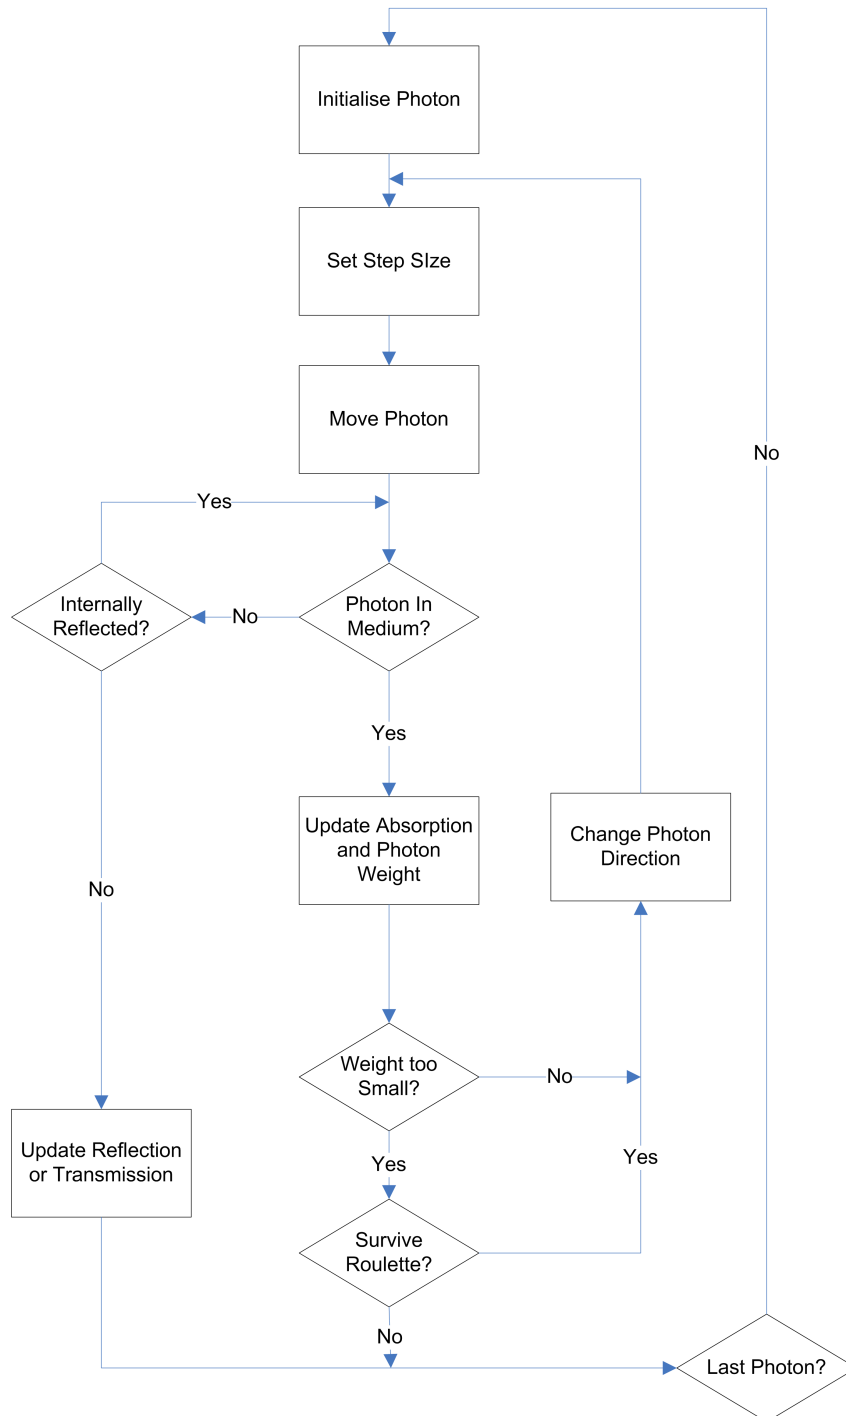 Initialise Photon
Set Step SIze
Move Photon
No
Yes
Internally
Reflected?
No
Photon In
Medium?
Yes
Update Absorption
and Photon
Weight
Change Photon
Direction
No
Weight too
Small?
No
Update Reflection
or Transmission
Yes
Yes
Survive
Roulette?
No
Last Photon?